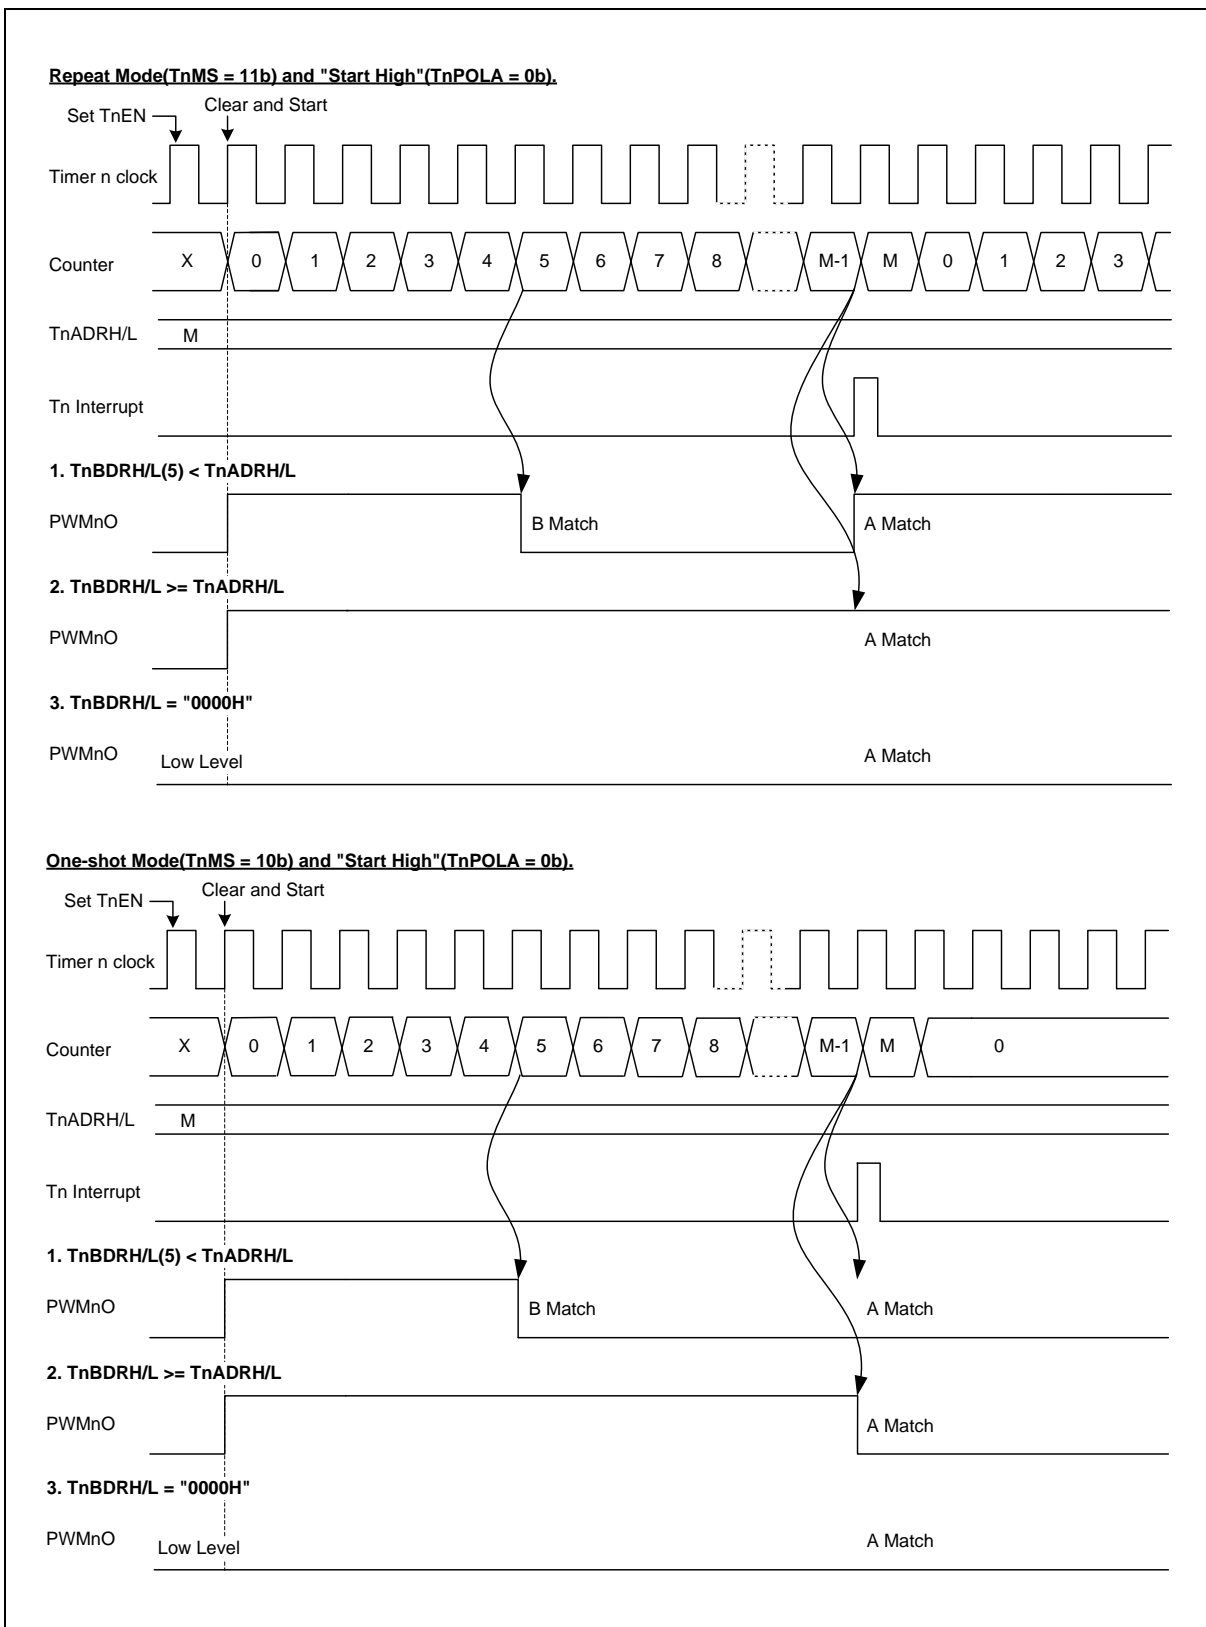 Repeat Mode(TnMS = 11b) and "Start High"(TnPOLA = 0b).
Set TnEN
Clear and Start
Timer n clock
Counter X 0 1 2 3 4 5 6 7 8 M-1 M 0 1 2 3
TnADRH/L M
Tn Interrupt
1. TnBDRH/L(5) < TnADRH/L
PWMnO B Match A Match
2. TnBDRH/L >= TnADRH/L
PWMnO A Match
3. TnBDRH/L = "0000H"
PWMnO Low Level A Match
One-shot Mode(TnMS = 10b) and "Start High"(TnPOLA = 0b).
Set TnEN
Clear and Start
Timer n clock
Counter X 0 1 2 3 4 5 6 7 8 M-1 M 0
TnADRH/L M
Tn Interrupt
1. TnBDRH/L(5) < TnADRH/L
PWMnO B Match A Match
2. TnBDRH/L >= TnADRH/L
PWMnO A Match
3. TnBDRH/L = "0000H"
PWMnO Low Level A Match